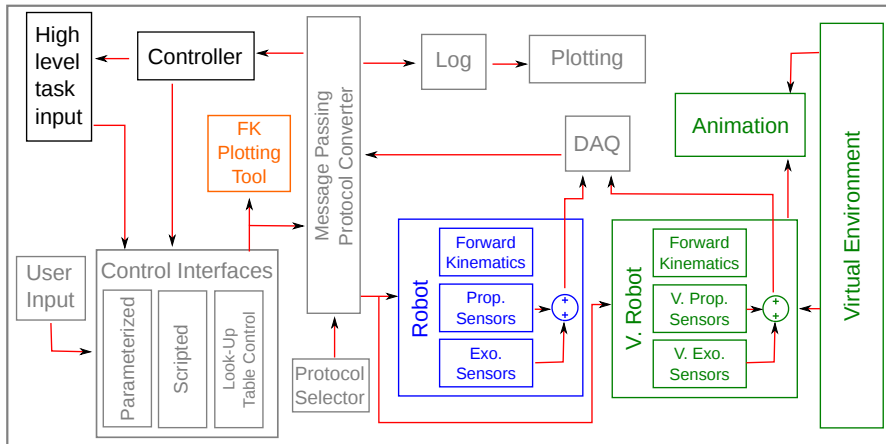 High
level
task
input
Controller
Message Passing
Protocol Converter
Log
Plotting
FK
Plotting
Tool
DAQ
Animation
Virtual Environment
User
Input
Control Interfaces
Parameterized
Scripted
Look-Up
Table Control
Protocol
Selector
Robot
Forward
Kinematics
Prop.
Sensors
Exo.
Sensors
+
+
V. Robot
Forward
Kinematics
V. Prop.
Sensors
V. Exo.
Sensors
+
+